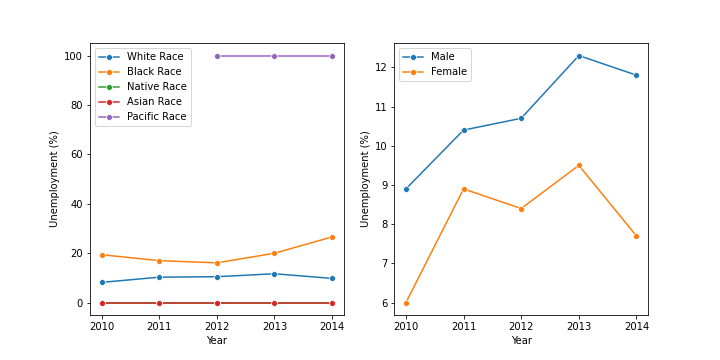 White Race
Black Race
Native Race
Asian Race
Pacific Race
100
80
60
40
20
0
Unemployment (%)
2010 2011 2012 2013 2014
Year
Male
Female
12
11
10
9
8
7
6
Unemployment (%)
2010 2011 2012 2013 2014
Year